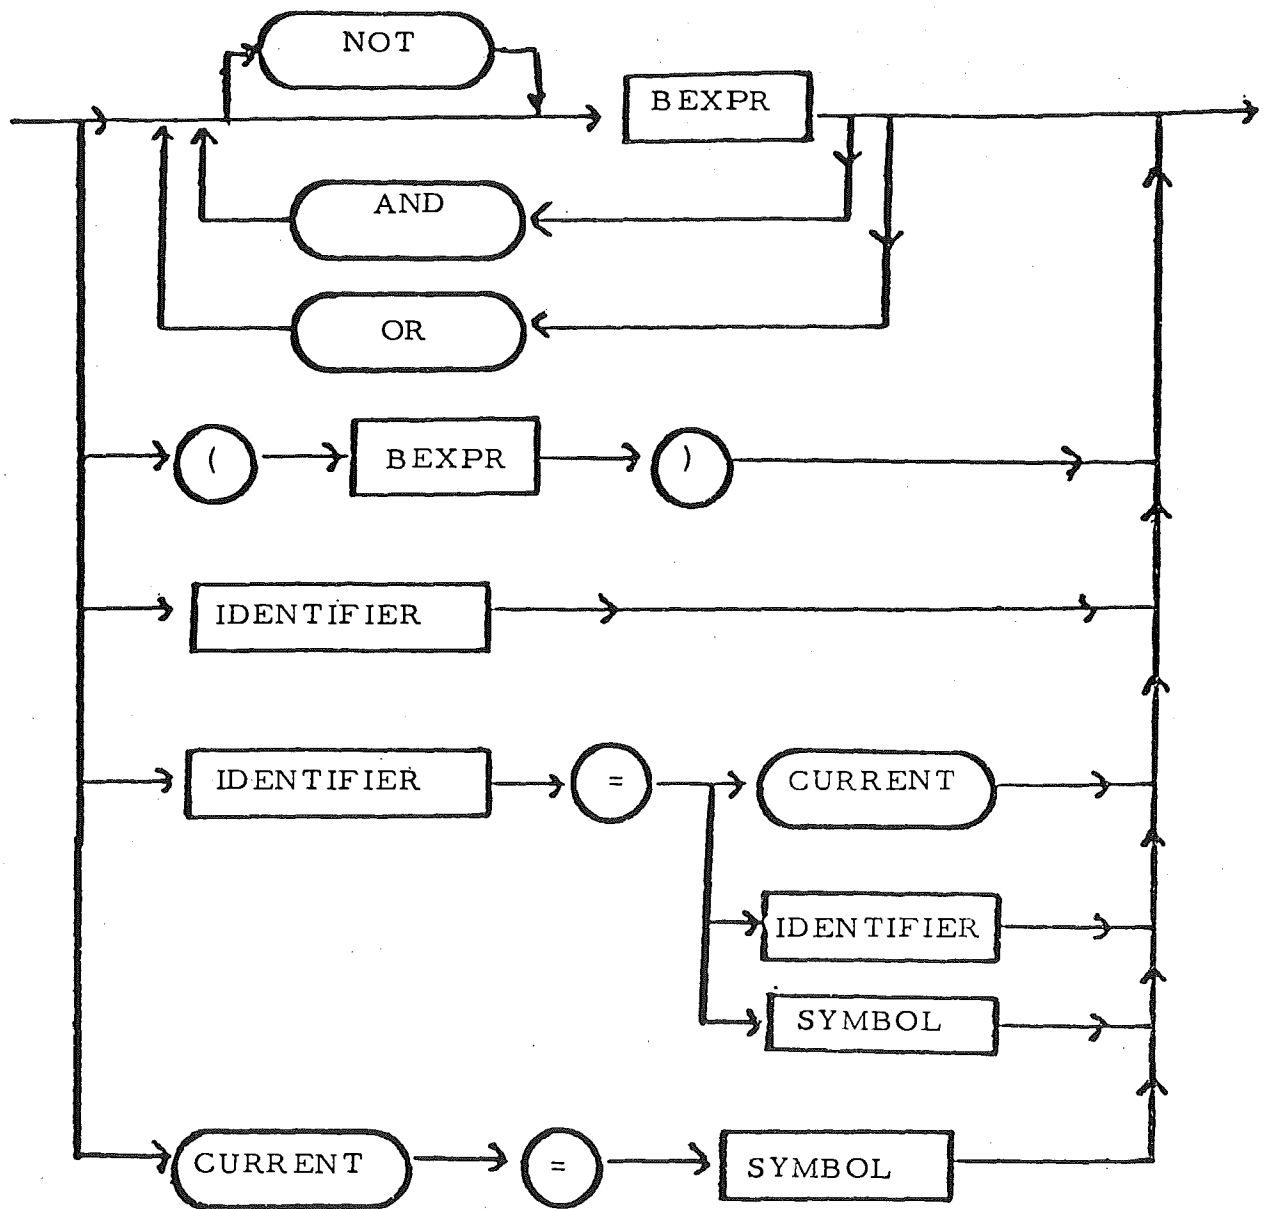 NOT
BEXPR
AND
OR
( BEXPR )
IDENTIFIER
IDENTIFIER = CURRENT
IDENTIFIER
SYMBOL
CURRENT = SYMBOL